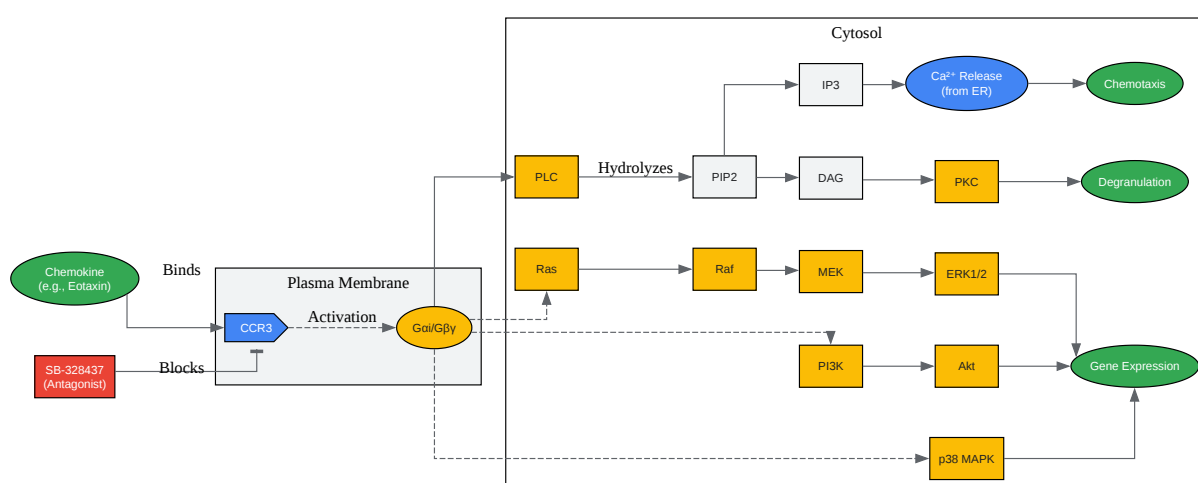 Cytosol
IP3
Ca²⁺ Release
(from ER)
Chemotaxis
PLC
Hydrolyzes
PIP2
DAG
PKC
Degranulation
Chemokine
(e.g., Eotaxin)
Binds
Plasma Membrane
Ras
Raf
MEK
ERK1/2
CCR3
Activation
Gαi/Gβγ
SB-328437
(Antagonist)
Blocks
PI3K
Akt
Gene Expression
p38 MAPK